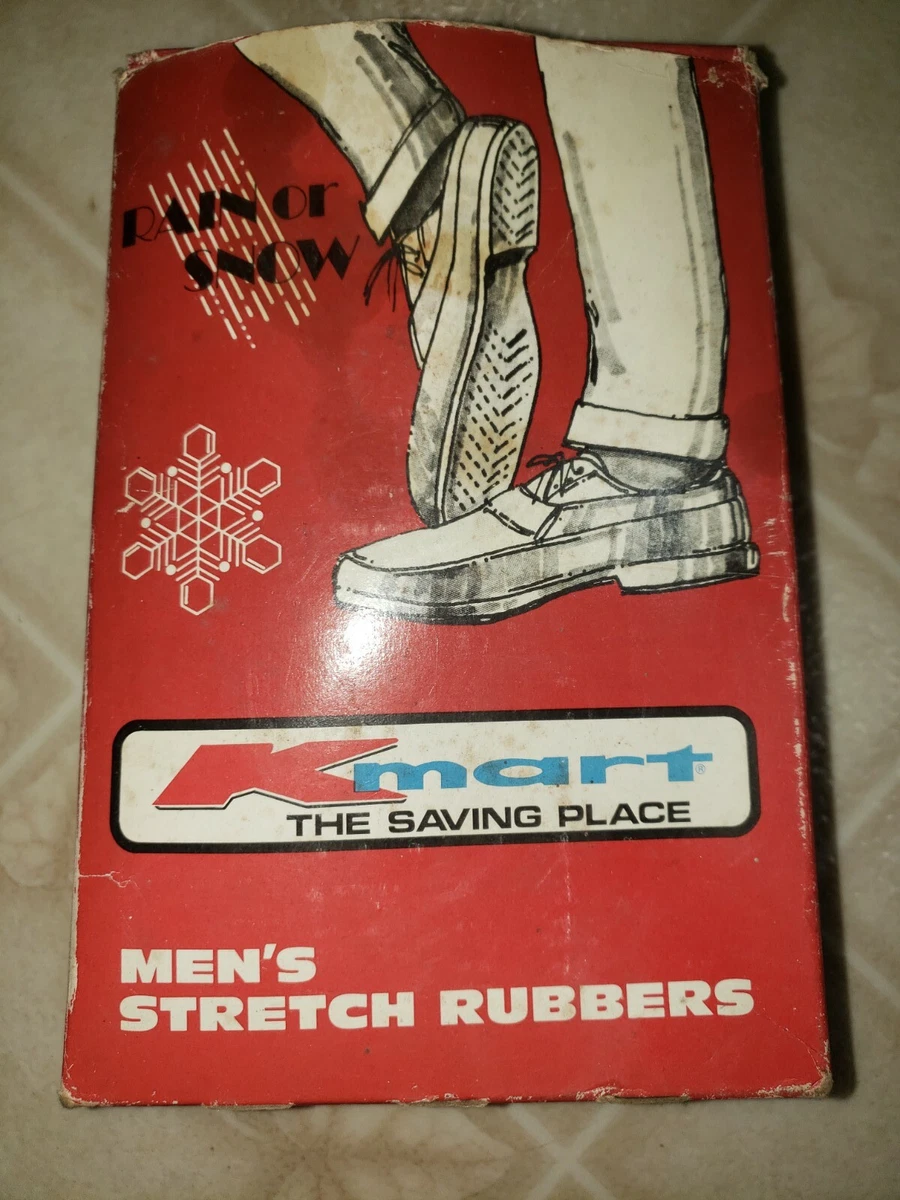 RAIN or
SNOW
Kmart®
THE SAVING PLACE
MEN'S
STRETCH RUBBERS